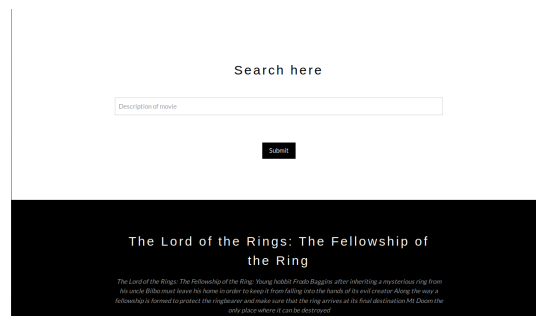 Search here
Description of movie
Submit
The Lord of the Rings: The Fellowship of
the Ring
The Lord of the Rings: The Fellowship of the Ring: Young hobbit Frodo Baggins after inheriting a mysterious ring from
his uncle Bilbo must leave his home in order to keep it from falling into the hands of its evil creator Along the way a
fellowship is formed to protect the ringbearer and make sure that the ring arrives at its final destination Mt Doom the
only place where it can be destroyed